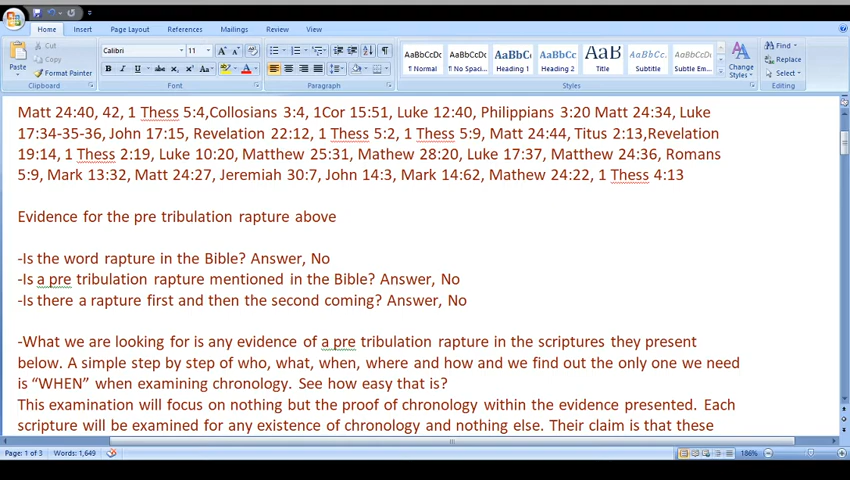 Home Insert Page Layout References Mailings Review View
Paste Cut Copy Format Painter
Calibri 11
AaBbCcDc AaBbCcDc AaBbC AaBbCc AaB AaBbCcI AaBbCcDc
¶ Normal ¶ No Spaci... Heading 1 Heading 2 Title Subtitle Subtle Em...
Change Styles
Find Replace Select
Clipboard Font Paragraph Styles Editing
Matt 24:40, 42, 1 Thess 5:4,Collosians 3:4, 1Cor 15:51, Luke 12:40, Philippians 3:20 Matt 24:34, Luke
17:34-35-36, John 17:15, Revelation 22:12, 1 Thess 5:2, 1 Thess 5:9, Matt 24:44, Titus 2:13,Revelation
19:14, 1 Thess 2:19, Luke 10:20, Matthew 25:31, Mathew 28:20, Luke 17:37, Matthew 24:36, Romans
5:9, Mark 13:32, Matt 24:27, Jeremiah 30:7, John 14:3, Mark 14:62, Mathew 24:22, 1 Thess 4:13
Evidence for the pre tribulation rapture above
-Is the word rapture in the Bible? Answer, No
-Is a pre tribulation rapture mentioned in the Bible? Answer, No
-Is there a rapture first and then the second coming? Answer, No
-What we are looking for is any evidence of a pre tribulation rapture in the scriptures they present
below. A simple step by step of who, what, when, where and how and we find out the only one we need
is “WHEN” when examining chronology. See how easy that is?
This examination will focus on nothing but the proof of chronology within the evidence presented. Each
scripture will be examined for any existence of chronology and nothing else. Their claim is that these
Page: 1 of 3 Words: 1,649 186%